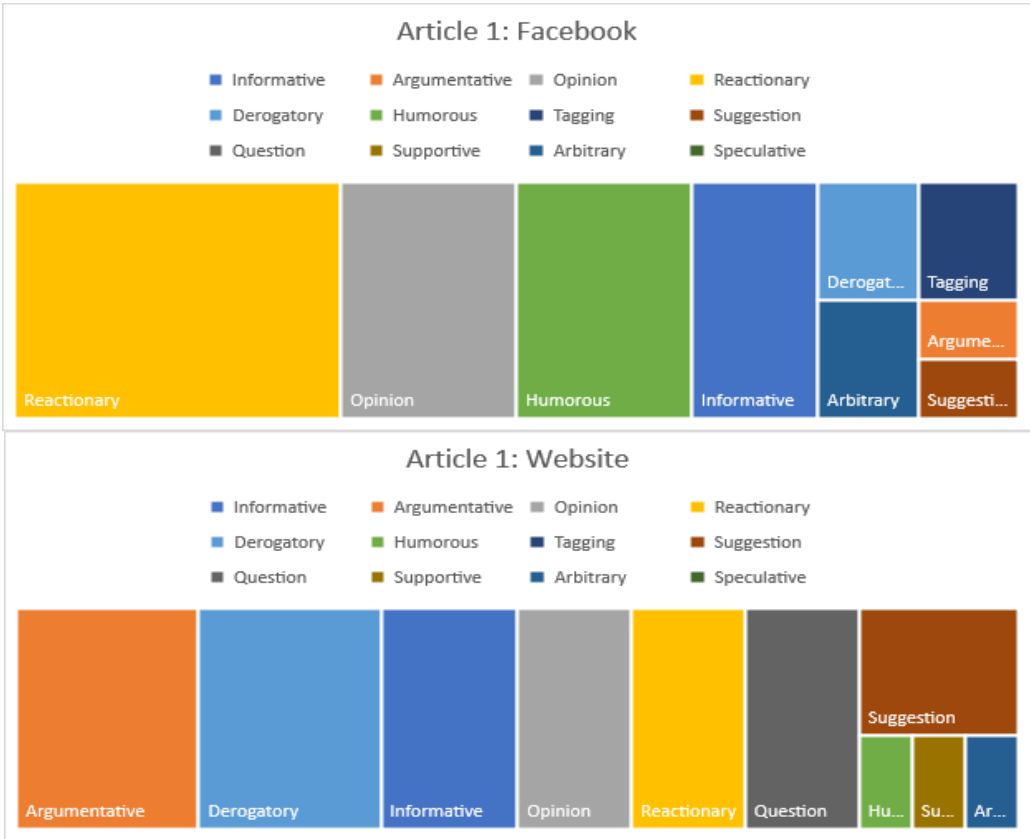 Article 1: Facebook
Informative Argumentative Opinion Reactionary
Derogatory Humorous Tagging Suggestion
Question Supportive Arbitrary Speculative
Derogat... Tagging
Argume...
Reactionary Opinion Humorous Informative Arbitrary Suggesti...
Article 1: Website
Informative Argumentative Opinion Reactionary
Derogatory Humorous Tagging Suggestion
Question Supportive Arbitrary Speculative
Suggestion
Argumentative Derogatory Informative Opinion Reactionary Question Hu... Su... Ar...